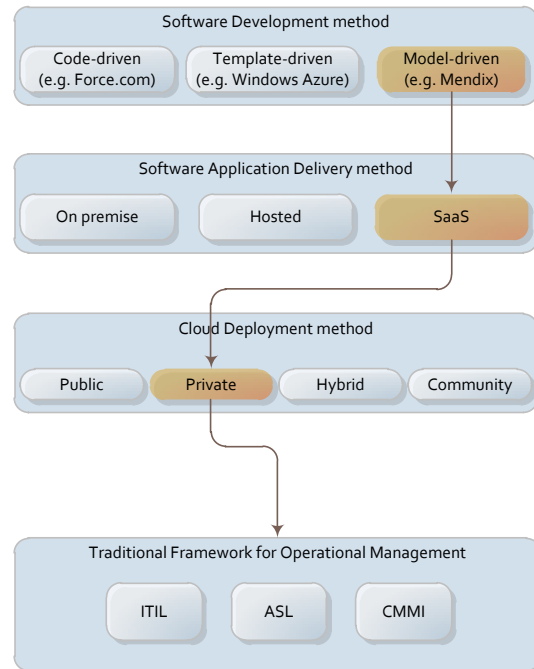 Software Development method
Code-driven
(e.g. Force.com)
Template-driven
(e.g. Windows Azure)
Model-driven
(e.g. Mendix)
Software Application Delivery method
On premise
Hosted
SaaS
Cloud Deployment method
Public
Private
Hybrid
Community
Traditional Framework for Operational Management
ITIL
ASL
CMMI